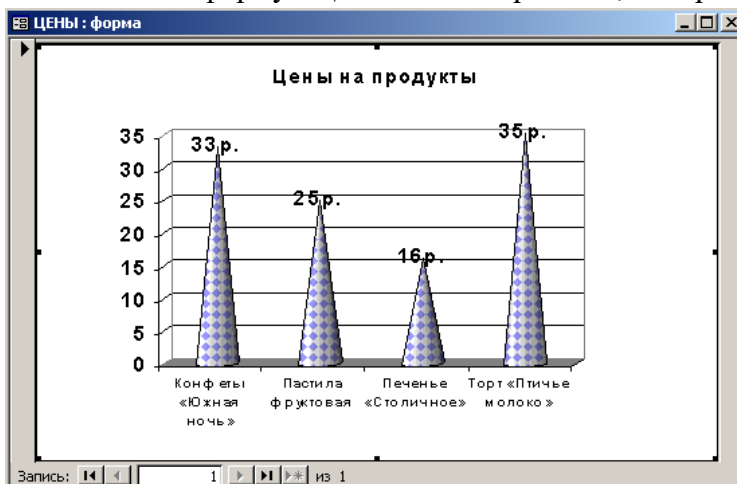 ЦЕНЫ : форма
Цены на продукты
35
30
25
20
15
10
5
0
33р.
25р.
16р.
35р.
Конфеты «Южная ночь»
Пастила фруктовая
Печенье «Столичное»
Торт «Птичье молоко»
Запись: 1 из 1